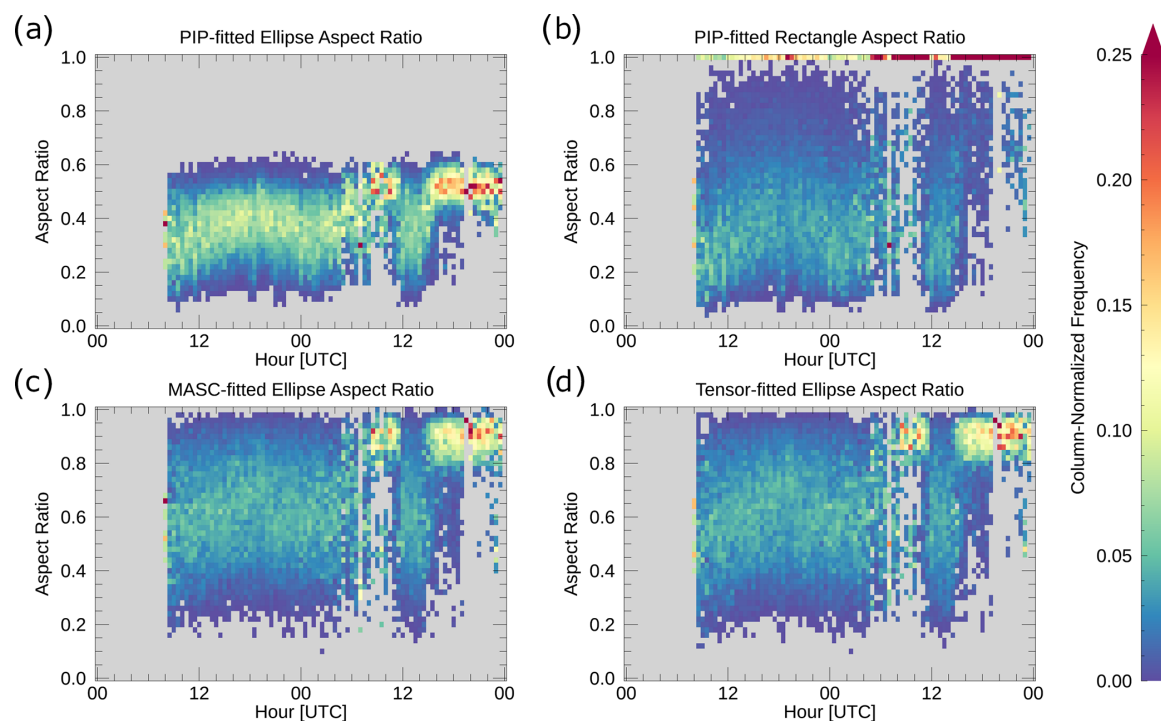 (a)
PIP-fitted Ellipse Aspect Ratio
1.0
0.8
0.6
0.4
0.2
0.0
Aspect Ratio
00 12 00 12 00
Hour [UTC]
(b)
PIP-fitted Rectangle Aspect Ratio
1.0
0.8
0.6
0.4
0.2
0.0
Aspect Ratio
00 12 00 12 00
Hour [UTC]
(c)
MASC-fitted Ellipse Aspect Ratio
1.0
0.8
0.6
0.4
0.2
0.0
Aspect Ratio
00 12 00 12 00
Hour [UTC]
(d)
Tensor-fitted Ellipse Aspect Ratio
1.0
0.8
0.6
0.4
0.2
0.0
Aspect Ratio
00 12 00 12 00
Hour [UTC]
Column-Normalized Frequency
0.25
0.20
0.15
0.10
0.05
0.00